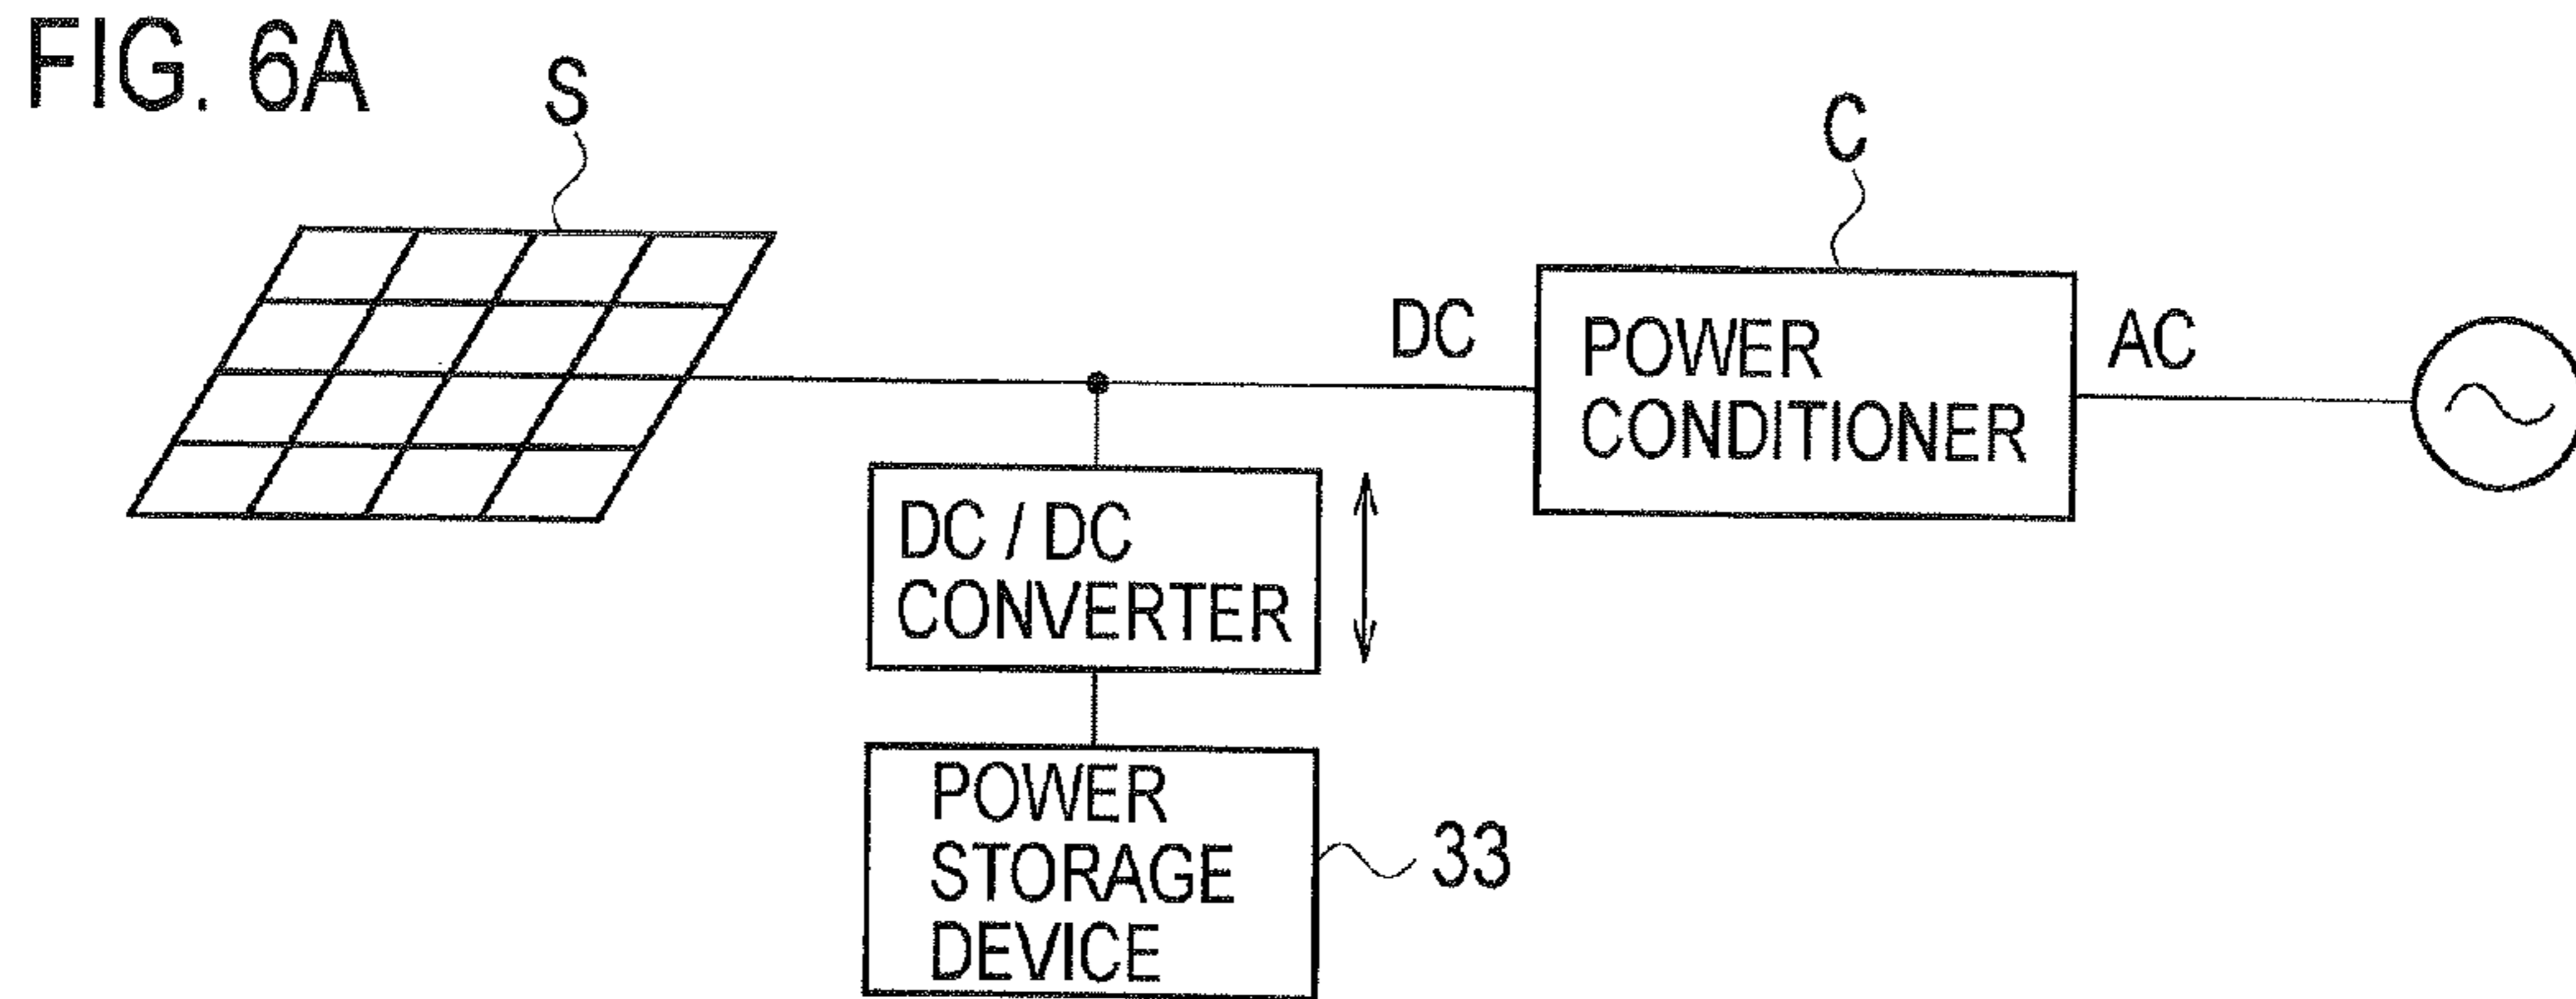 FIG. 6A
S
C
DC
POWER
CONDITIONER
AC
DC / DC
CONVERTER
POWER
STORAGE
DEVICE
33